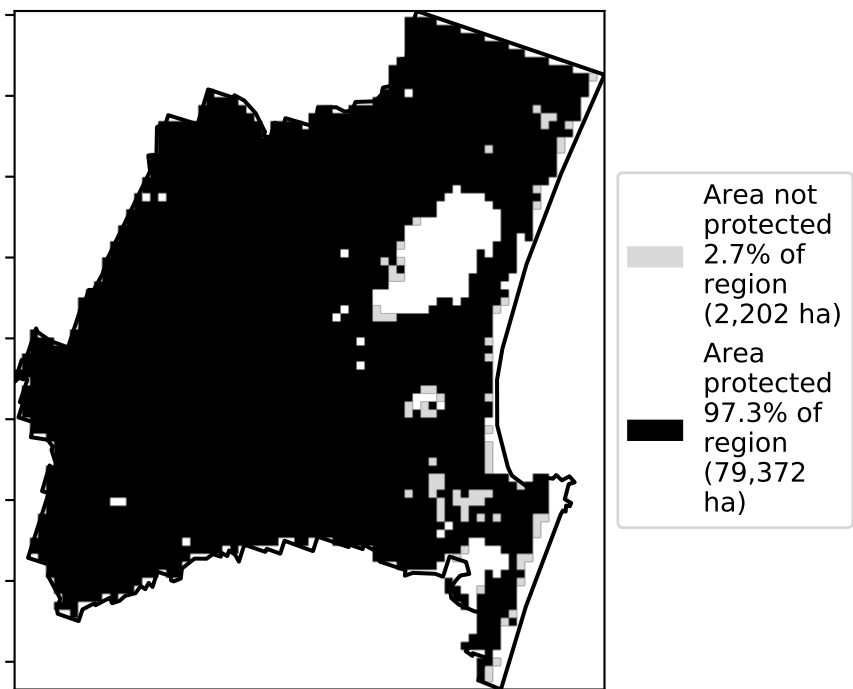 Area not
protected
2.7% of
region
(2,202 ha)
Area
protected
97.3% of
region
(79,372
ha)